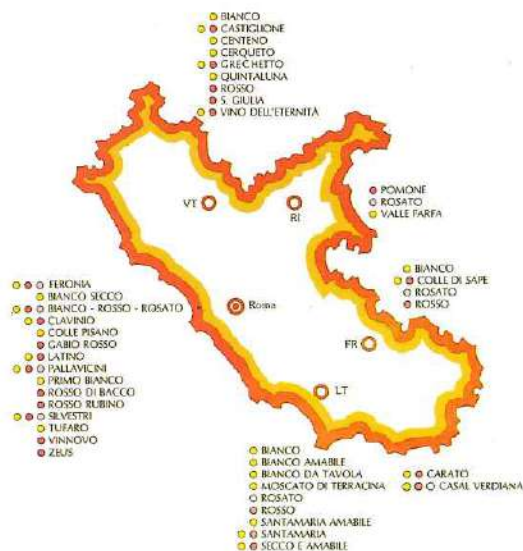 BIANCO
CASTIGLIONE
CENTENO
CERQUETO
GRECHETTO
QUINTALUNA
ROSSO
S. GIULIA
VINO DELL'ETERNITÀ
VT
RI
POMONE
ROSATO
VALLE FARFA
BIANCO
COLLE DI SAPE
ROSATO
ROSSO
FERONIA
BIANCO SECCO
BIANCO - ROSSO - ROSATO
CLAVINIO
COLLE PISANO
GABIO ROSSO
LATINO
PALLAVICINI
PRIMO BIANCO
ROSSO DI BACCO
ROSSO RUBINO
SILVESTRI
TUFARO
VINNOVO
ZEUS
Roma
FR
LT
BIANCO
BIANCO AMABILE
BIANCO DA TAVOLA
MOSCATO DI TERRACINA
ROSATO
ROSSO
SANTAMARIA AMABILE
SANTAMARIA
SECCO E AMABILE
CARATO
CASAL VERDIANA